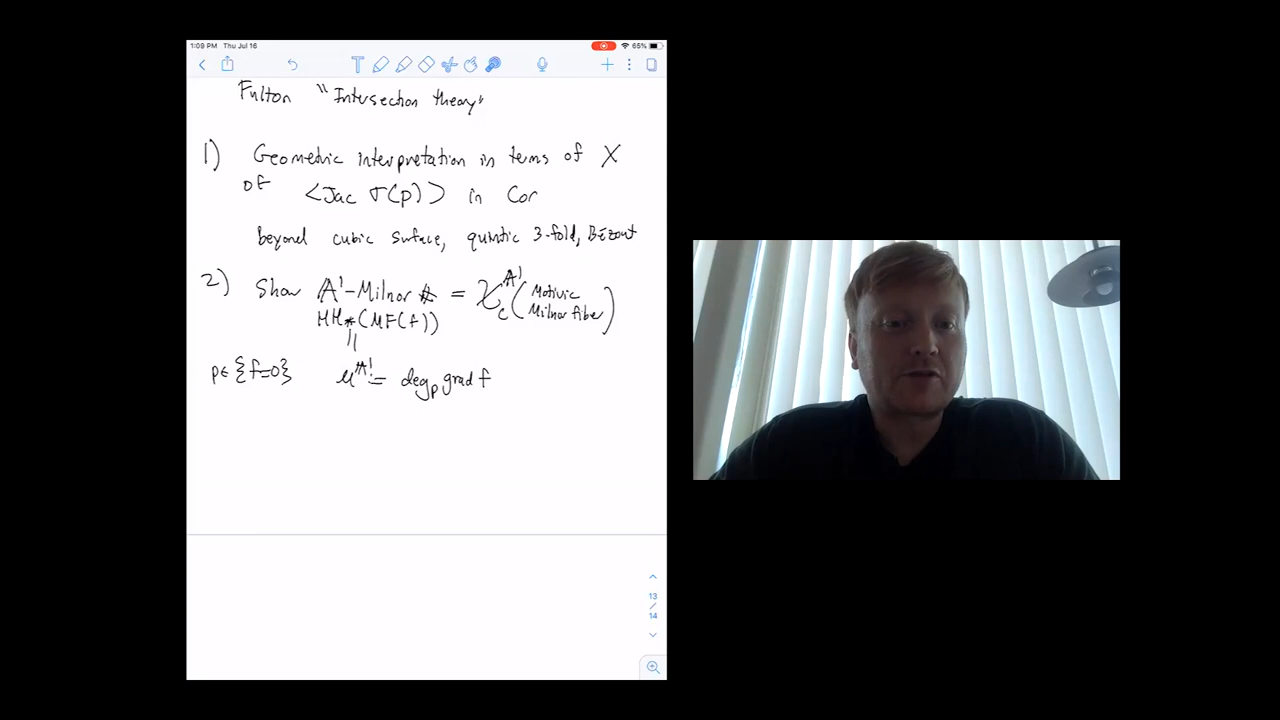 1:09 PM Thu Jul 16
65%
Fulton "Intersection theory"
1) Geometric interpretation in terms of X
of <Jac σ(p)> in Cor
beyond cubic surface, quintic 3-fold, Bézout
2) Show A¹-Milnor # = χ_c^{A¹}(Motivic Milnor fiber)
HH_*(MF(f))
||
p∈{f=0} μ^{A¹} = deg_p grad f
13
/
14